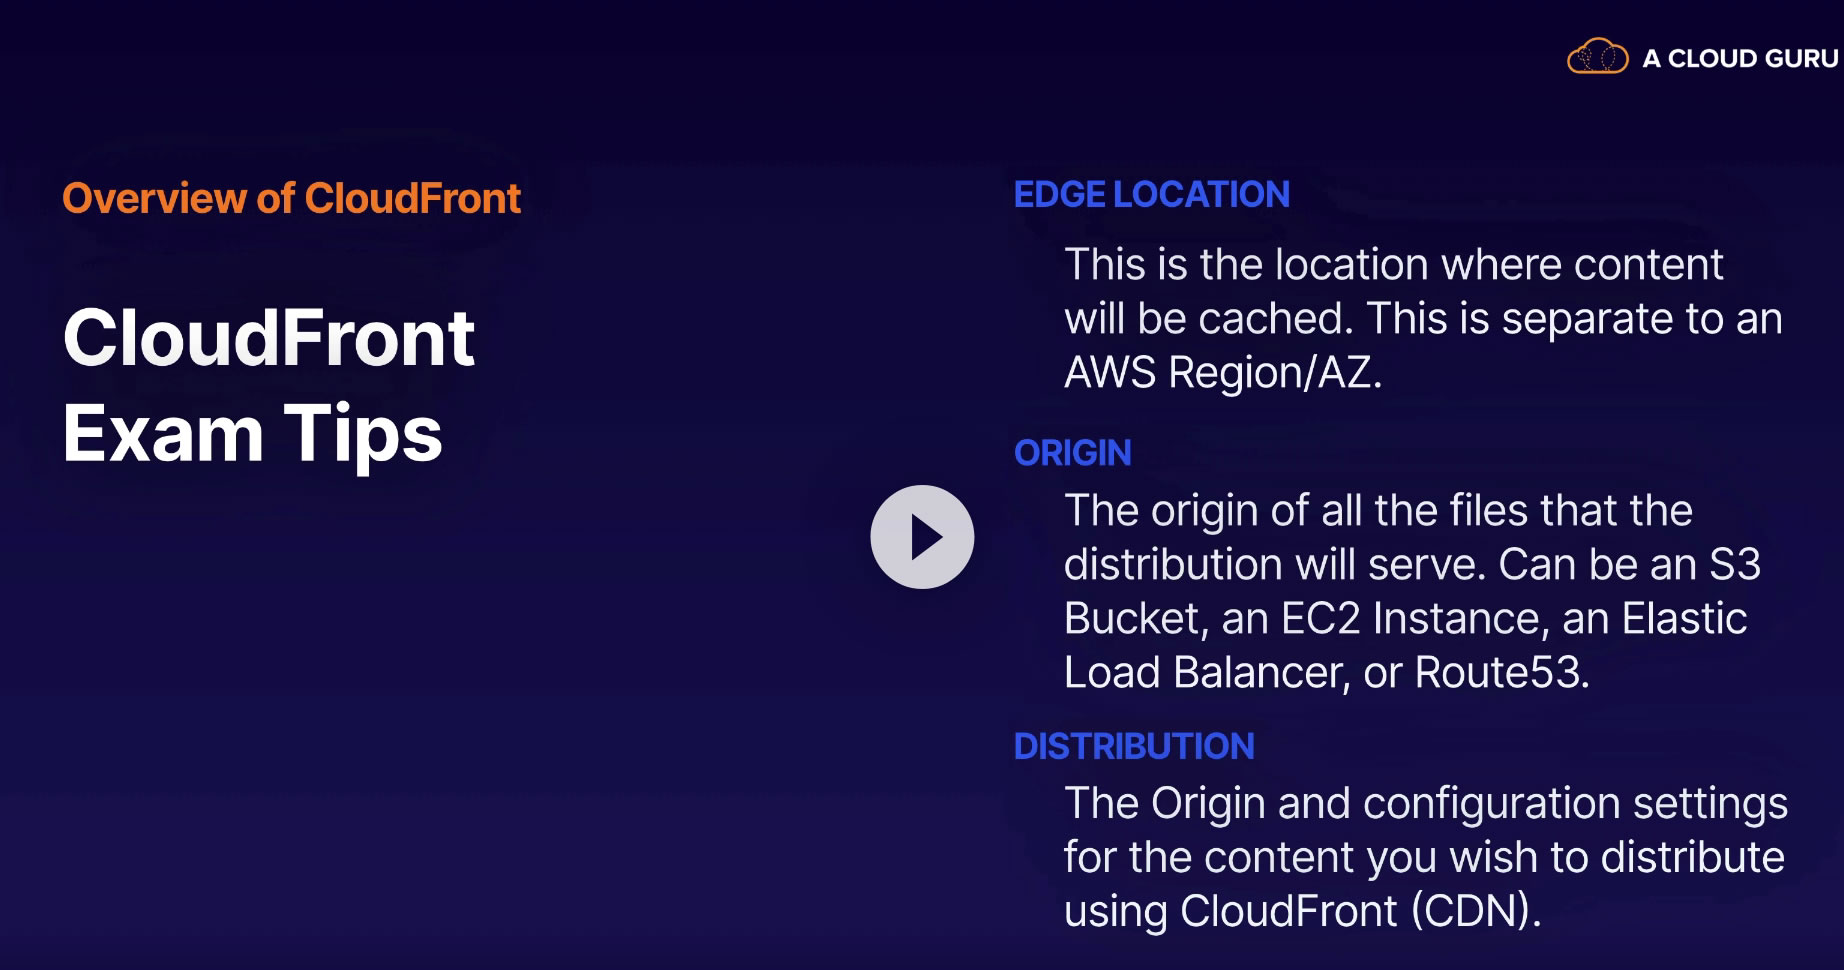 A CLOUD GURU
Overview of CloudFront
CloudFront
Exam Tips
EDGE LOCATION
This is the location where content
will be cached. This is separate to an
AWS Region/AZ.
ORIGIN
The origin of all the files that the
distribution will serve. Can be an S3
Bucket, an EC2 Instance, an Elastic
Load Balancer, or Route53.
DISTRIBUTION
The Origin and configuration settings
for the content you wish to distribute
using CloudFront (CDN).